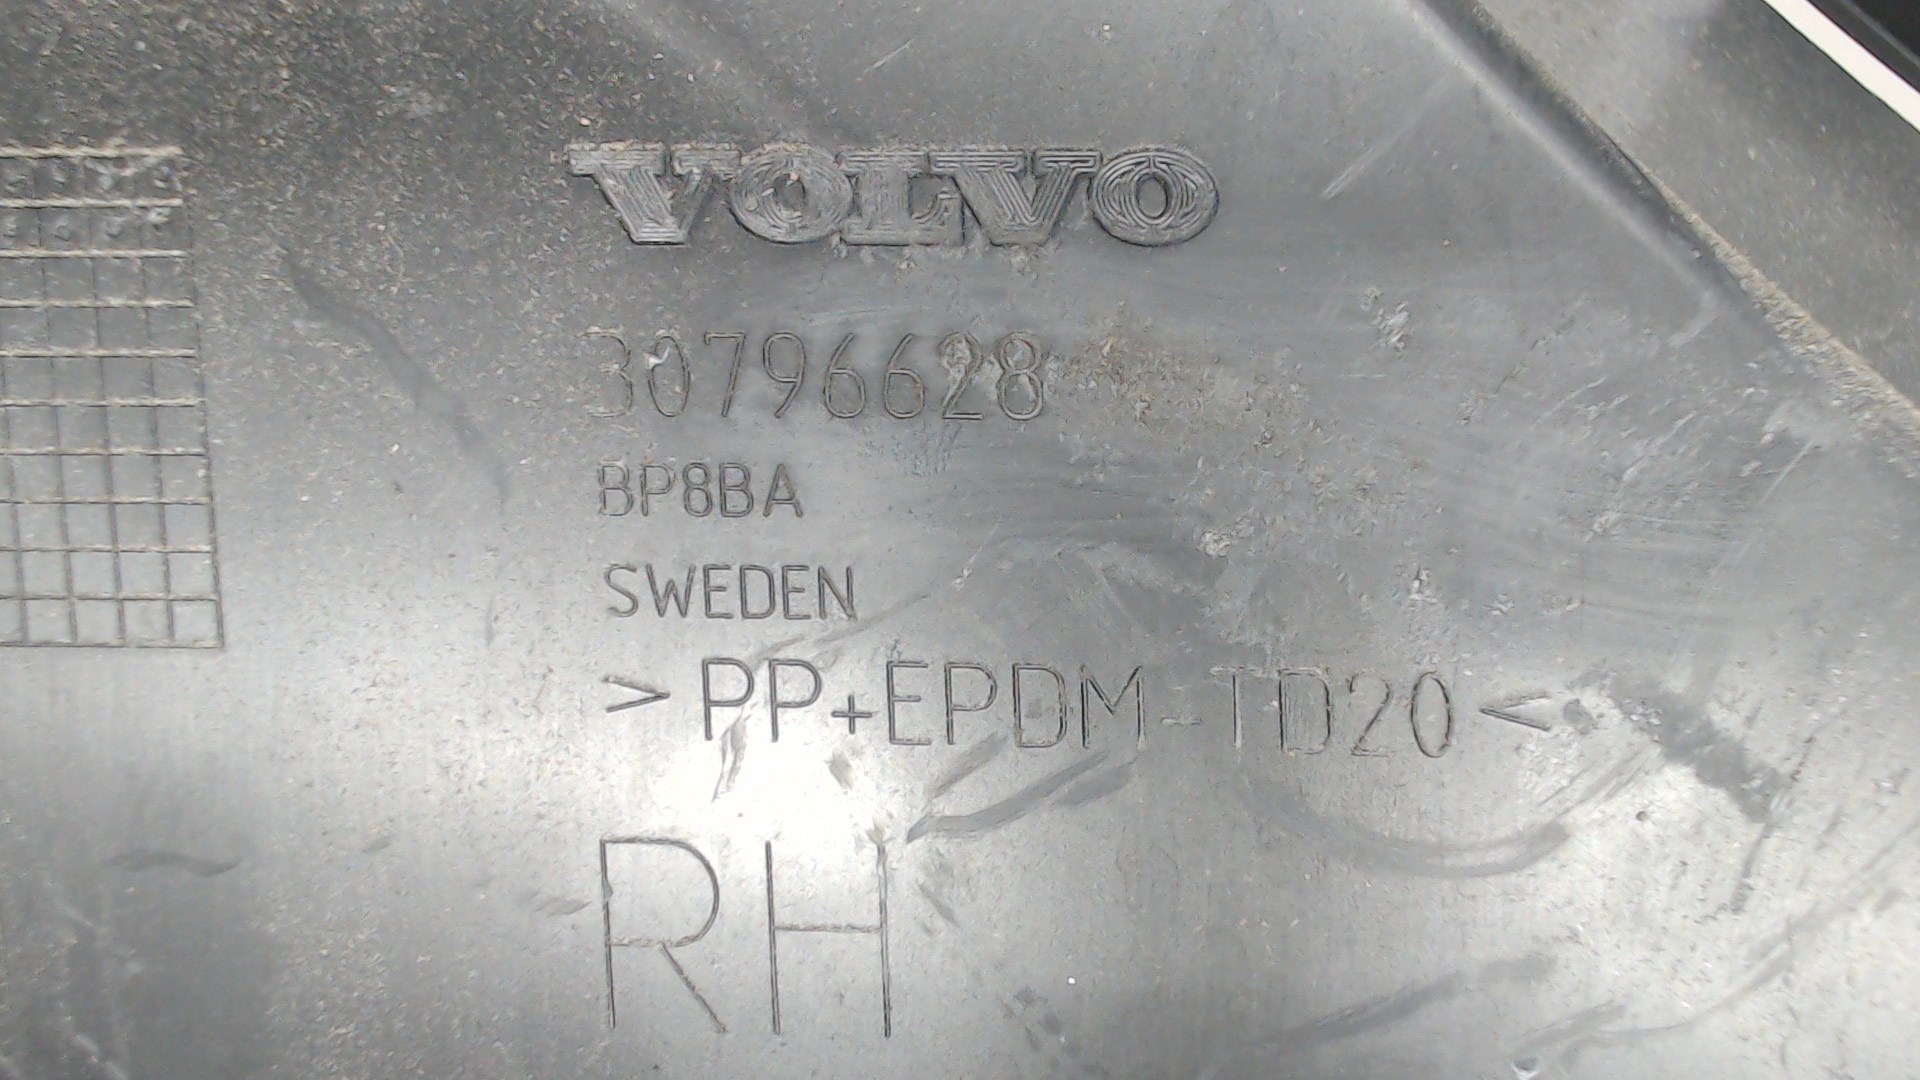 VOLVO
30796628
BP8BA
SWEDEN
>PP+EPDM-TD20<
RH